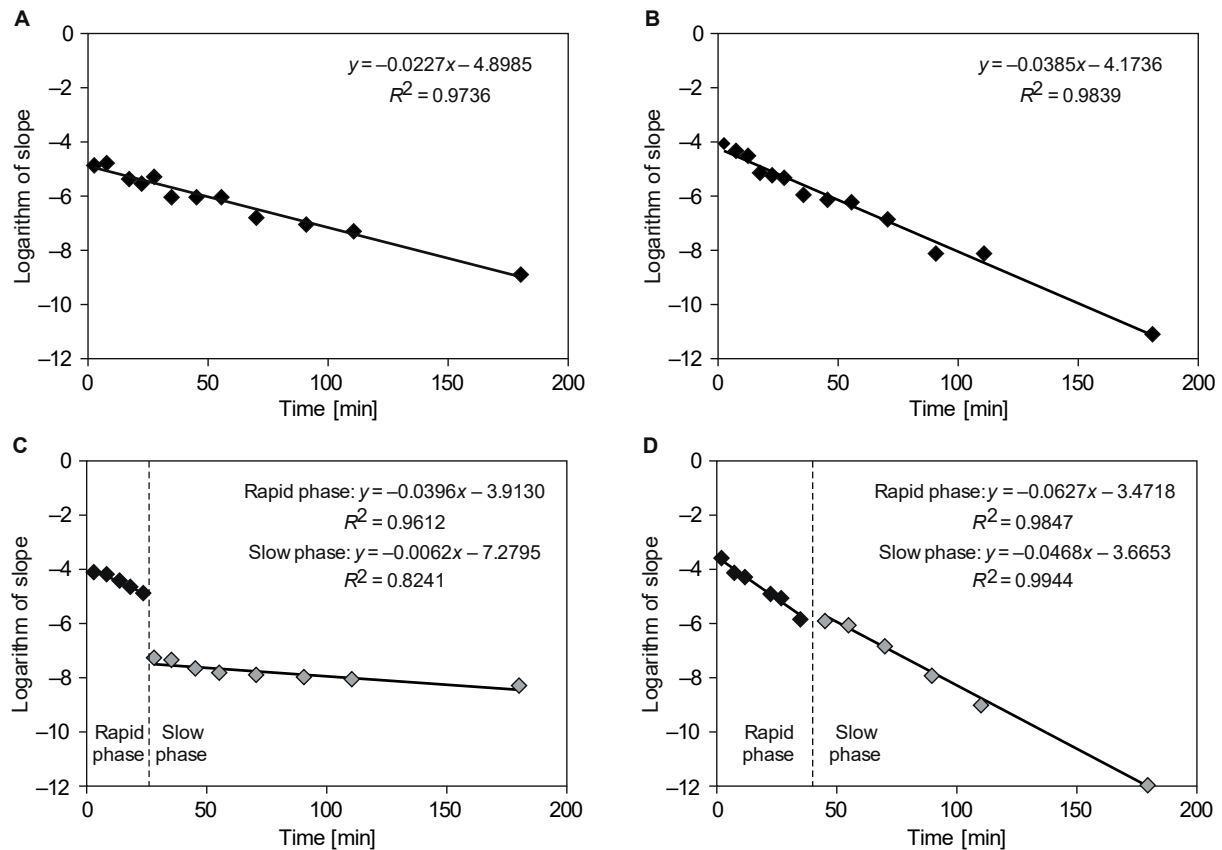 A
0
–2
–4
–6
–8
–10
–12
Logarithm of slope
y = –0.0227x – 4.8985
R² = 0.9736
0 50 100 150 200
Time [min]
B
0
–2
–4
–6
–8
–10
–12
Logarithm of slope
y = –0.0385x – 4.1736
R² = 0.9839
0 50 100 150 200
Time [min]
C
0
–2
–4
–6
–8
–10
–12
Logarithm of slope
Rapid phase: y = –0.0396x – 3.9130
R² = 0.9612
Slow phase: y = –0.0062x – 7.2795
R² = 0.8241
Rapid
phase
Slow
phase
0 50 100 150 200
Time [min]
D
0
–2
–4
–6
–8
–10
–12
Logarithm of slope
Rapid phase: y = –0.0627x – 3.4718
R² = 0.9847
Slow phase: y = –0.0468x – 3.6653
R² = 0.9944
Rapid
phase
Slow
phase
0 50 100 150 200
Time [min]